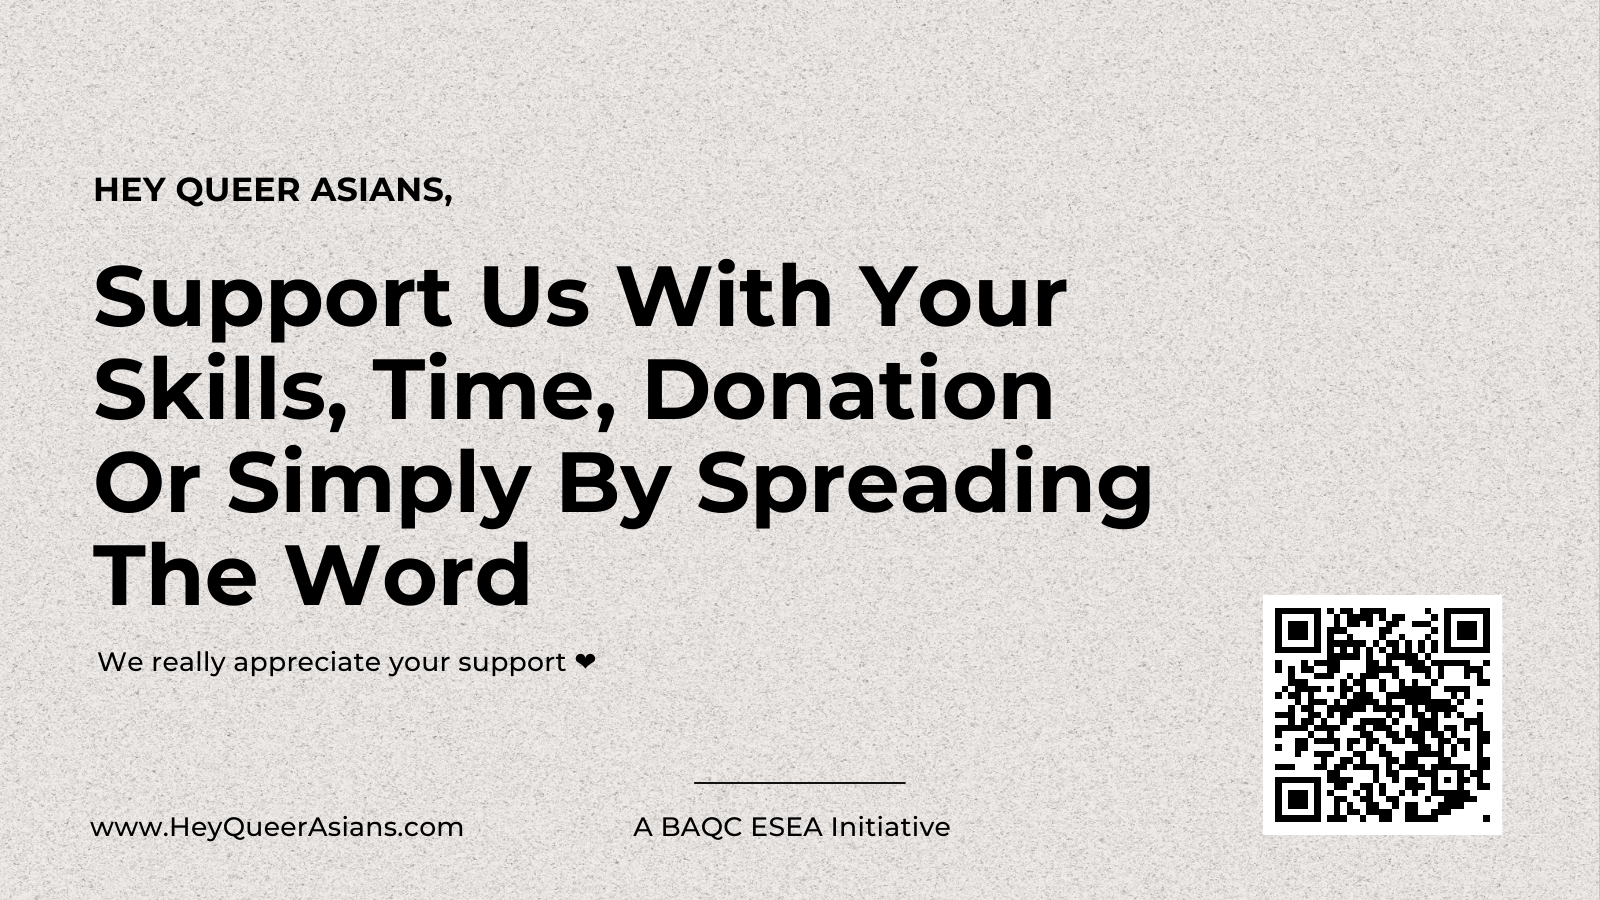 HEY QUEER ASIANS,
Support Us With Your
Skills, Time, Donation
Or Simply By Spreading
The Word
We really appreciate your support ❤
www.HeyQueerAsians.com
A BAQC ESEA Initiative